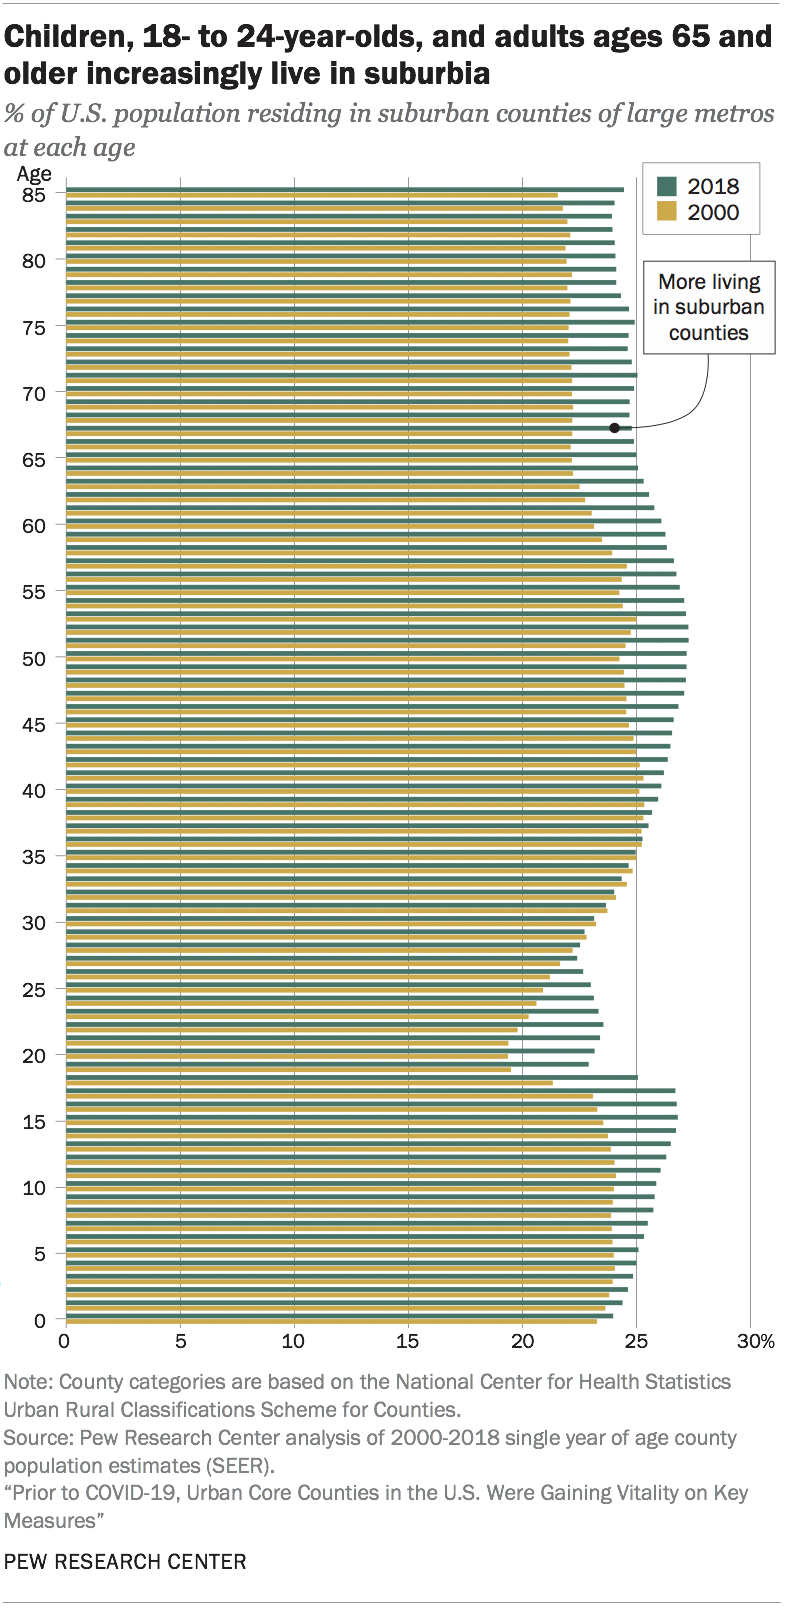 Children, 18- to 24-year-olds, and adults ages 65 and
older increasingly live in suburbia
% of U.S. population residing in suburban counties of large metros
at each age
Age
2018
2000
More living
in suburban
counties
85
80
75
70
65
60
55
50
45
40
35
30
25
20
15
10
5
0
0 5 10 15 20 25 30%
Note: County categories are based on the National Center for Health Statistics
Urban Rural Classifications Scheme for Counties.
Source: Pew Research Center analysis of 2000-2018 single year of age county
population estimates (SEER).
“Prior to COVID-19, Urban Core Counties in the U.S. Were Gaining Vitality on Key
Measures”
PEW RESEARCH CENTER